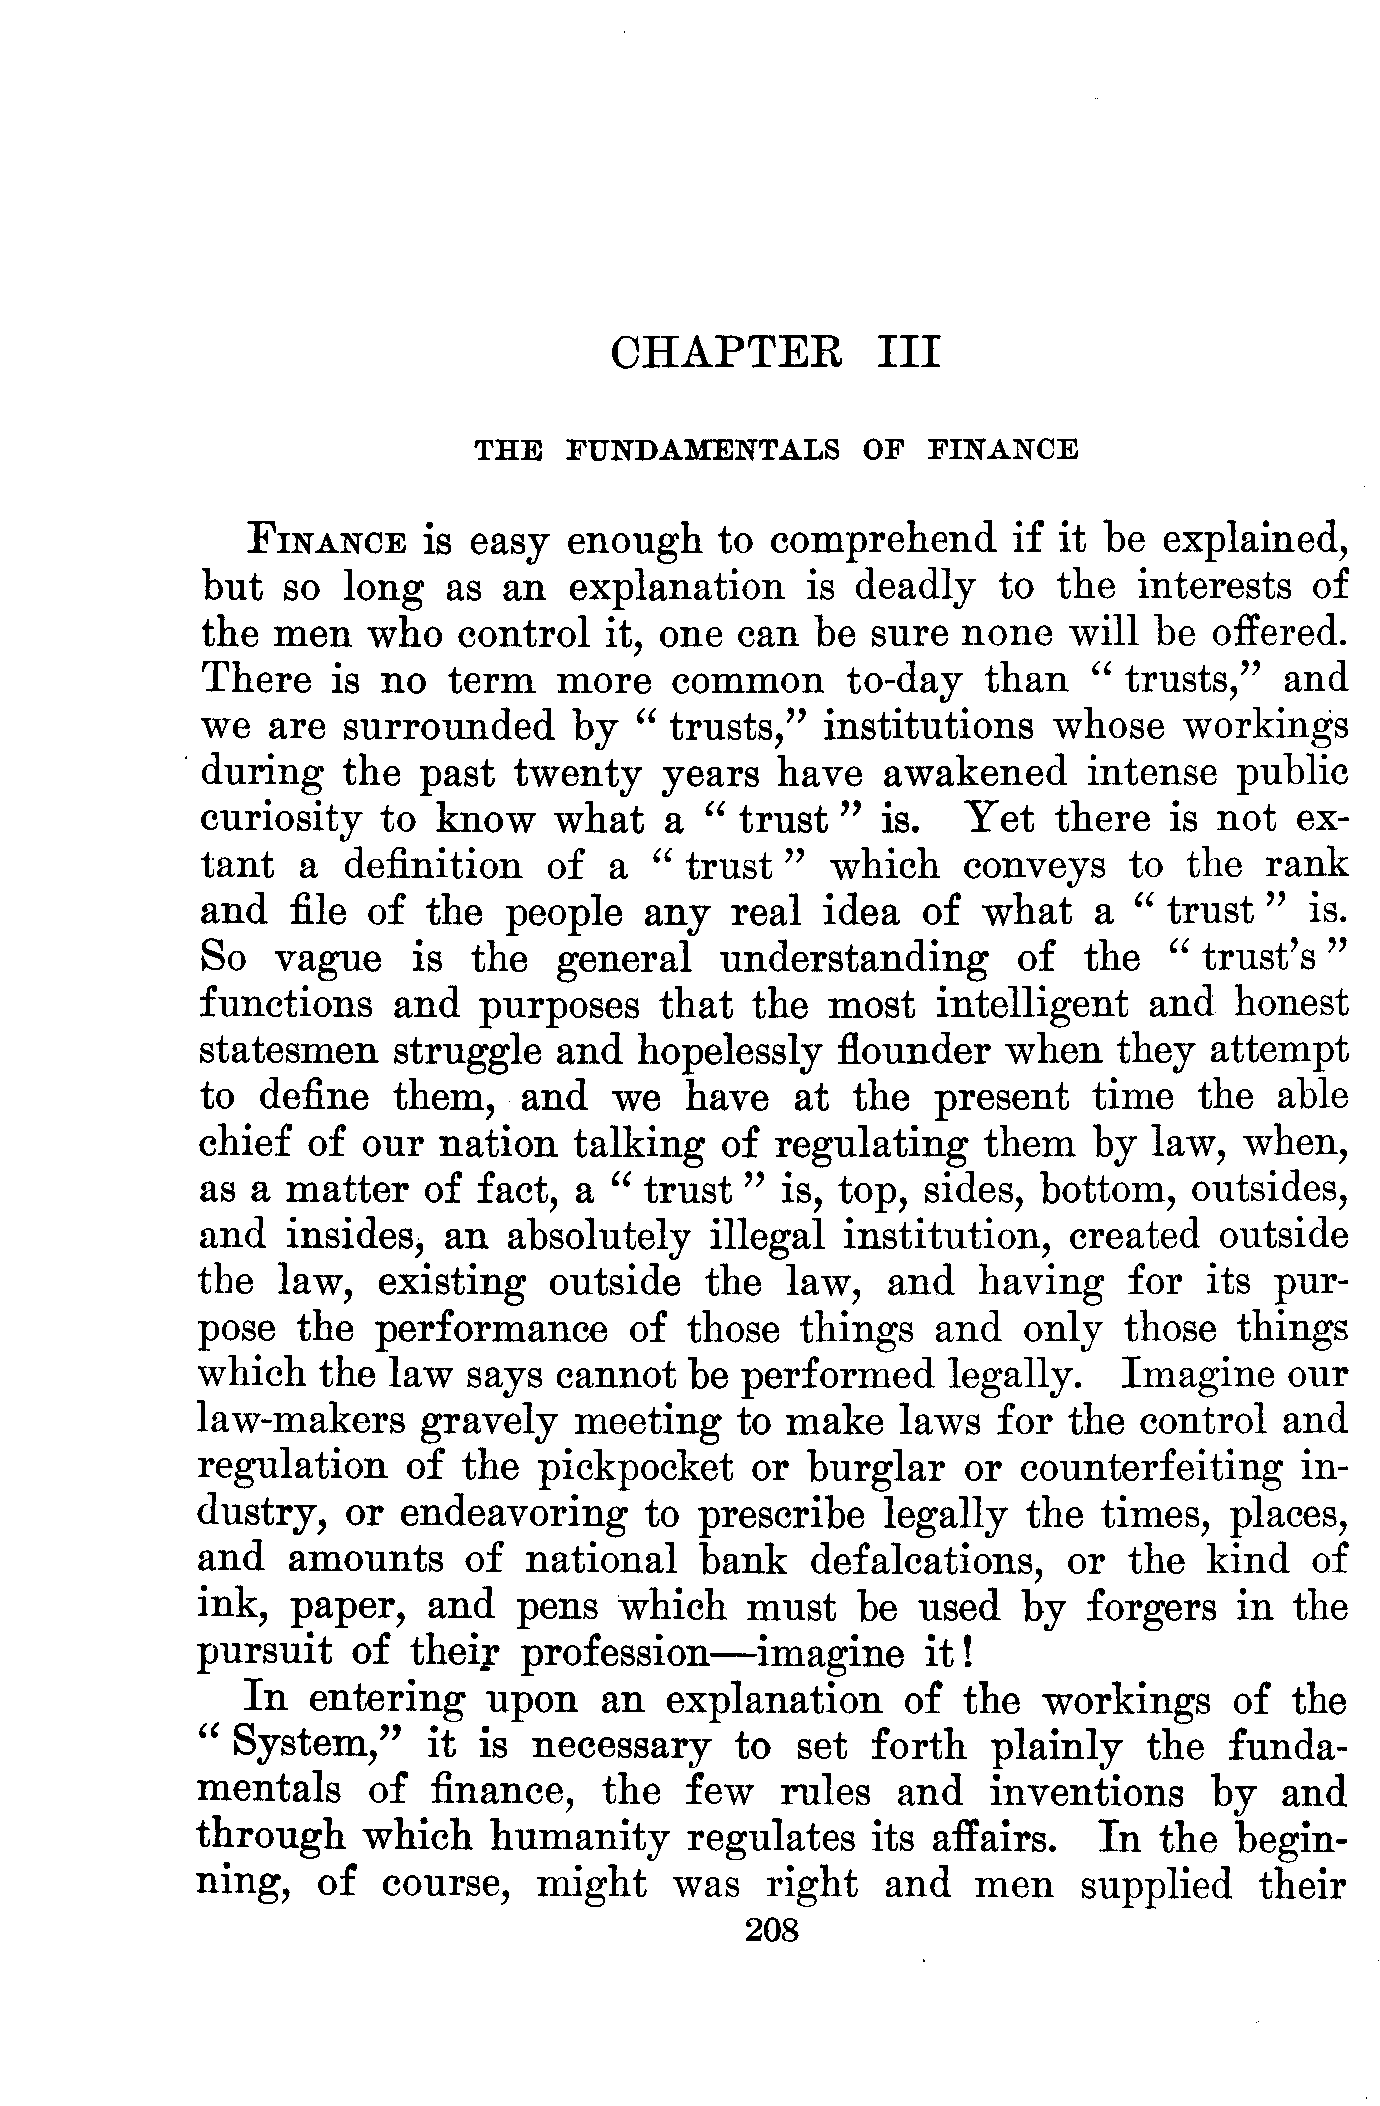 CHAPTER III
THE FUNDAMENTALS OF FINANCE
FINANCE is easy enough to comprehend if it be explained,
but so long as an explanation is deadly to the interests of
the men who control it, one can be sure none will be offered.
There is no term more common to-day than “ trusts,” and
we are surrounded by “ trusts,” institutions whose workings
during the past twenty years have awakened intense public
curiosity to know what a “ trust ” is. Yet there is not ex-
tant a definition of a “ trust ” which conveys to the rank
and file of the people any real idea of what a “ trust ” is.
So vague is the general understanding of the “ trust’s ”
functions and purposes that the most intelligent and honest
statesmen struggle and hopelessly flounder when they attempt
to define them, and we have at the present time the able
chief of our nation talking of regulating them by law, when,
as a matter of fact, a “ trust ” is, top, sides, bottom, outsides,
and insides, an absolutely illegal institution, created outside
the law, existing outside the law, and having for its pur-
pose the performance of those things and only those things
which the law says cannot be performed legally. Imagine our
law-makers gravely meeting to make laws for the control and
regulation of the pickpocket or burglar or counterfeiting in-
dustry, or endeavoring to prescribe legally the times, places,
and amounts of national bank defalcations, or the kind of
ink, paper, and pens which must be used by forgers in the
pursuit of their profession—imagine it!
In entering upon an explanation of the workings of the
“ System,” it is necessary to set forth plainly the funda-
mentals of finance, the few rules and inventions by and
through which humanity regulates its affairs. In the begin-
ning, of course, might was right and men supplied their
208